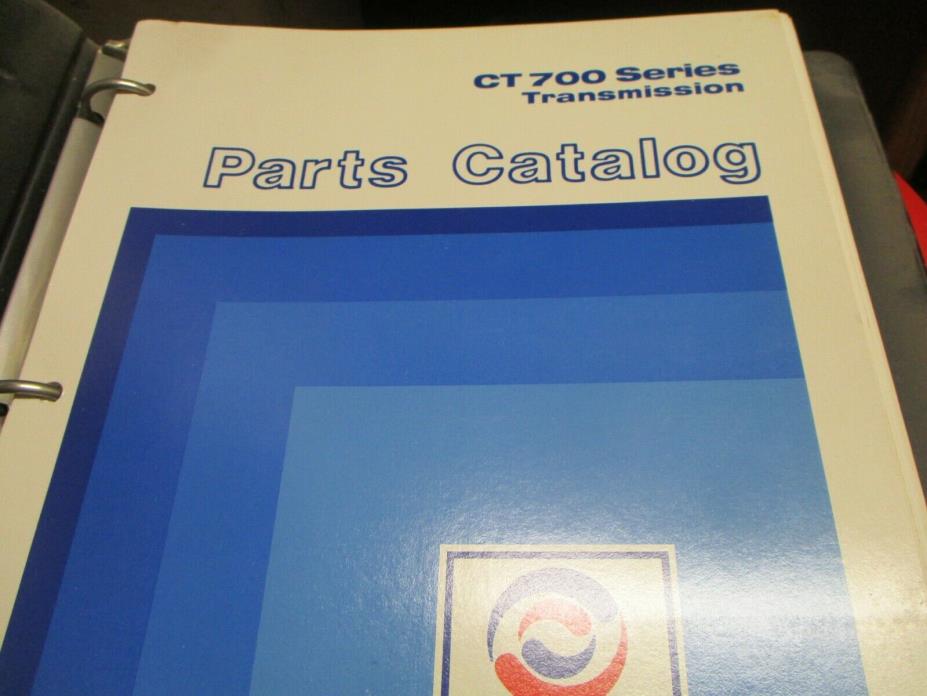 CT 700 Series
Transmission
Parts Catalog